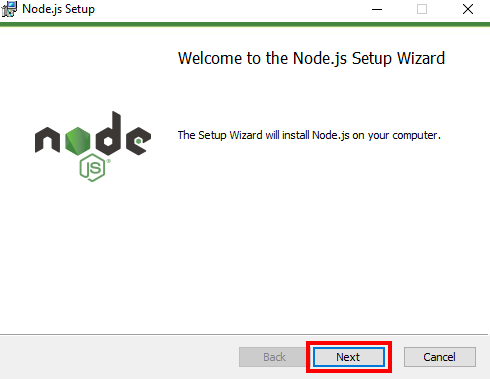 Node.js Setup
Welcome to the Node.js Setup Wizard
The Setup Wizard will install Node.js on your computer.
node
JS
Back
Next
Cancel